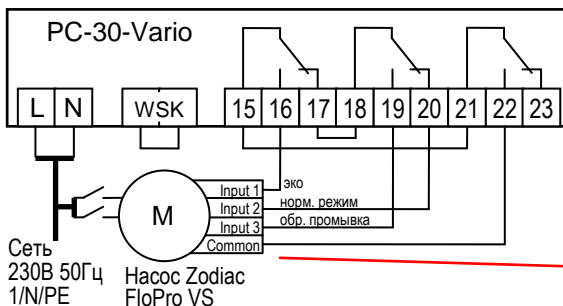 PC-30-Vario
L N WSK 15 16 17 18 19 20 21 22 23
Input 1 эко
Input 2 норм. режим
Input 3 обр. промывка
Common
M
Сеть
230В 50Гц
1/N/PE
Насос Zodiac
FloPro VS